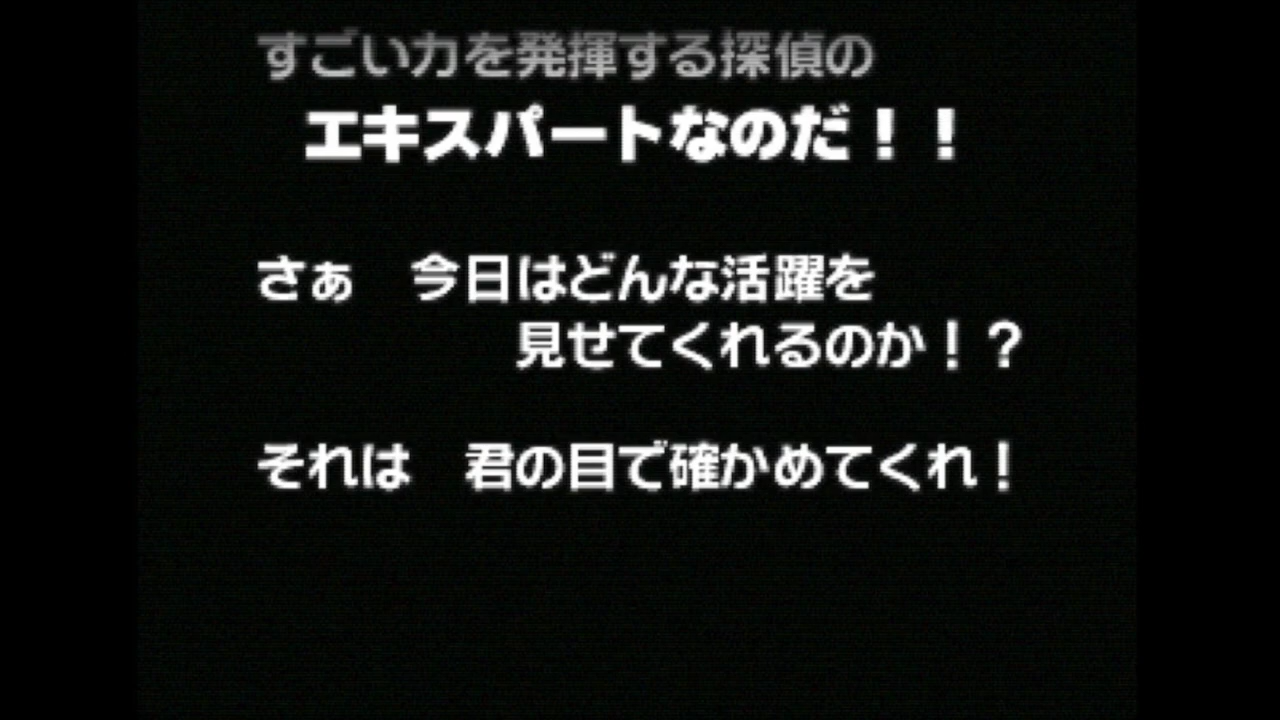 すごい力を発揮する探偵の
エキスパートなのだ！！
さぁ　今日はどんな活躍を
見せてくれるのか！？
それは　君の目で確かめてくれ！